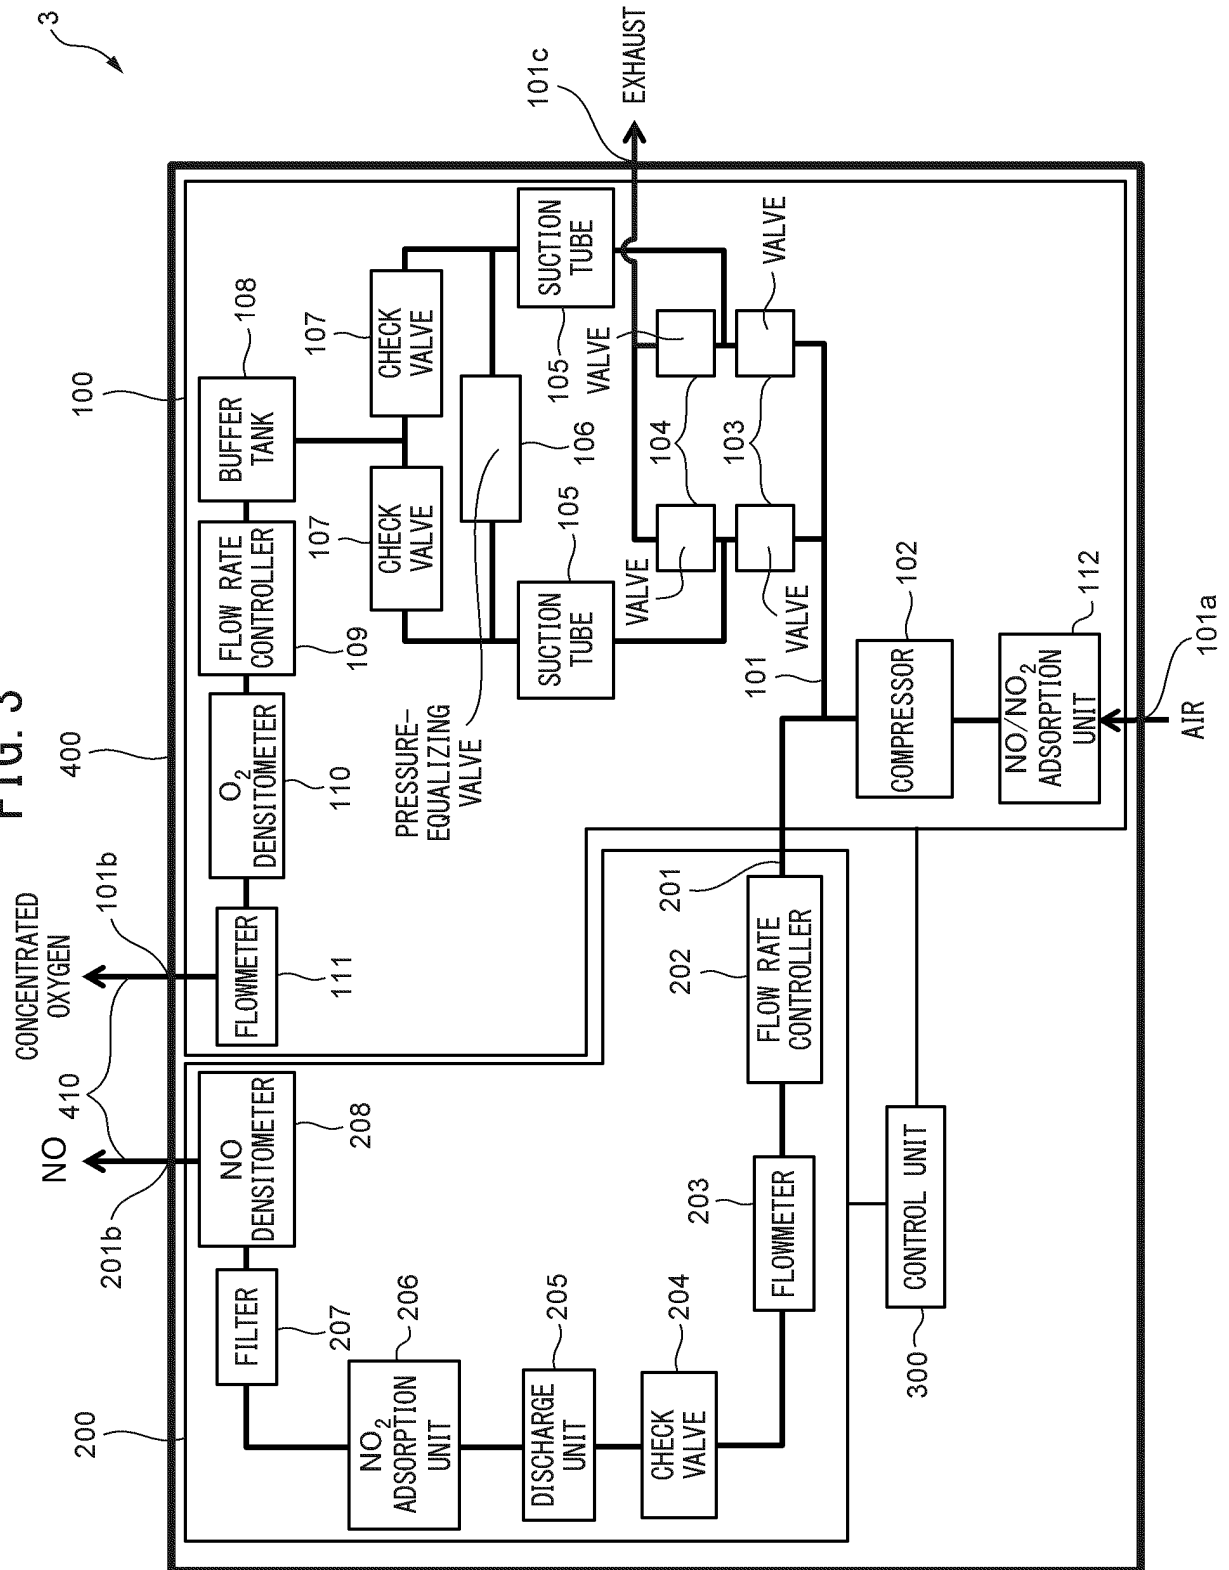 FIG. 3
3
NO
CONCENTRATED
OXYGEN
410
201b
101b
200
400
100
NO
DENSITOMETER
208
FILTER
207
NO2
ADSORPTION
UNIT
206
DISCHARGE
UNIT
205
CHECK
VALVE
204
FLOWMETER
203
FLOW RATE
CONTROLLER
202
201
CONTROL UNIT
300
FLOWMETER
111
O2
DENSITOMETER
110
FLOW RATE
CONTROLLER
109
BUFFER
TANK
108
CHECK
VALVE
107
CHECK
VALVE
107
PRESSURE-
EQUALIZING
VALVE
106
SUCTION
TUBE
105
SUCTION
TUBE
105
VALVE
VALVE
104
VALVE
VALVE
103
101
COMPRESSOR
102
NO/NO2
ADSORPTION
UNIT
112
AIR
101a
101c
EXHAUST